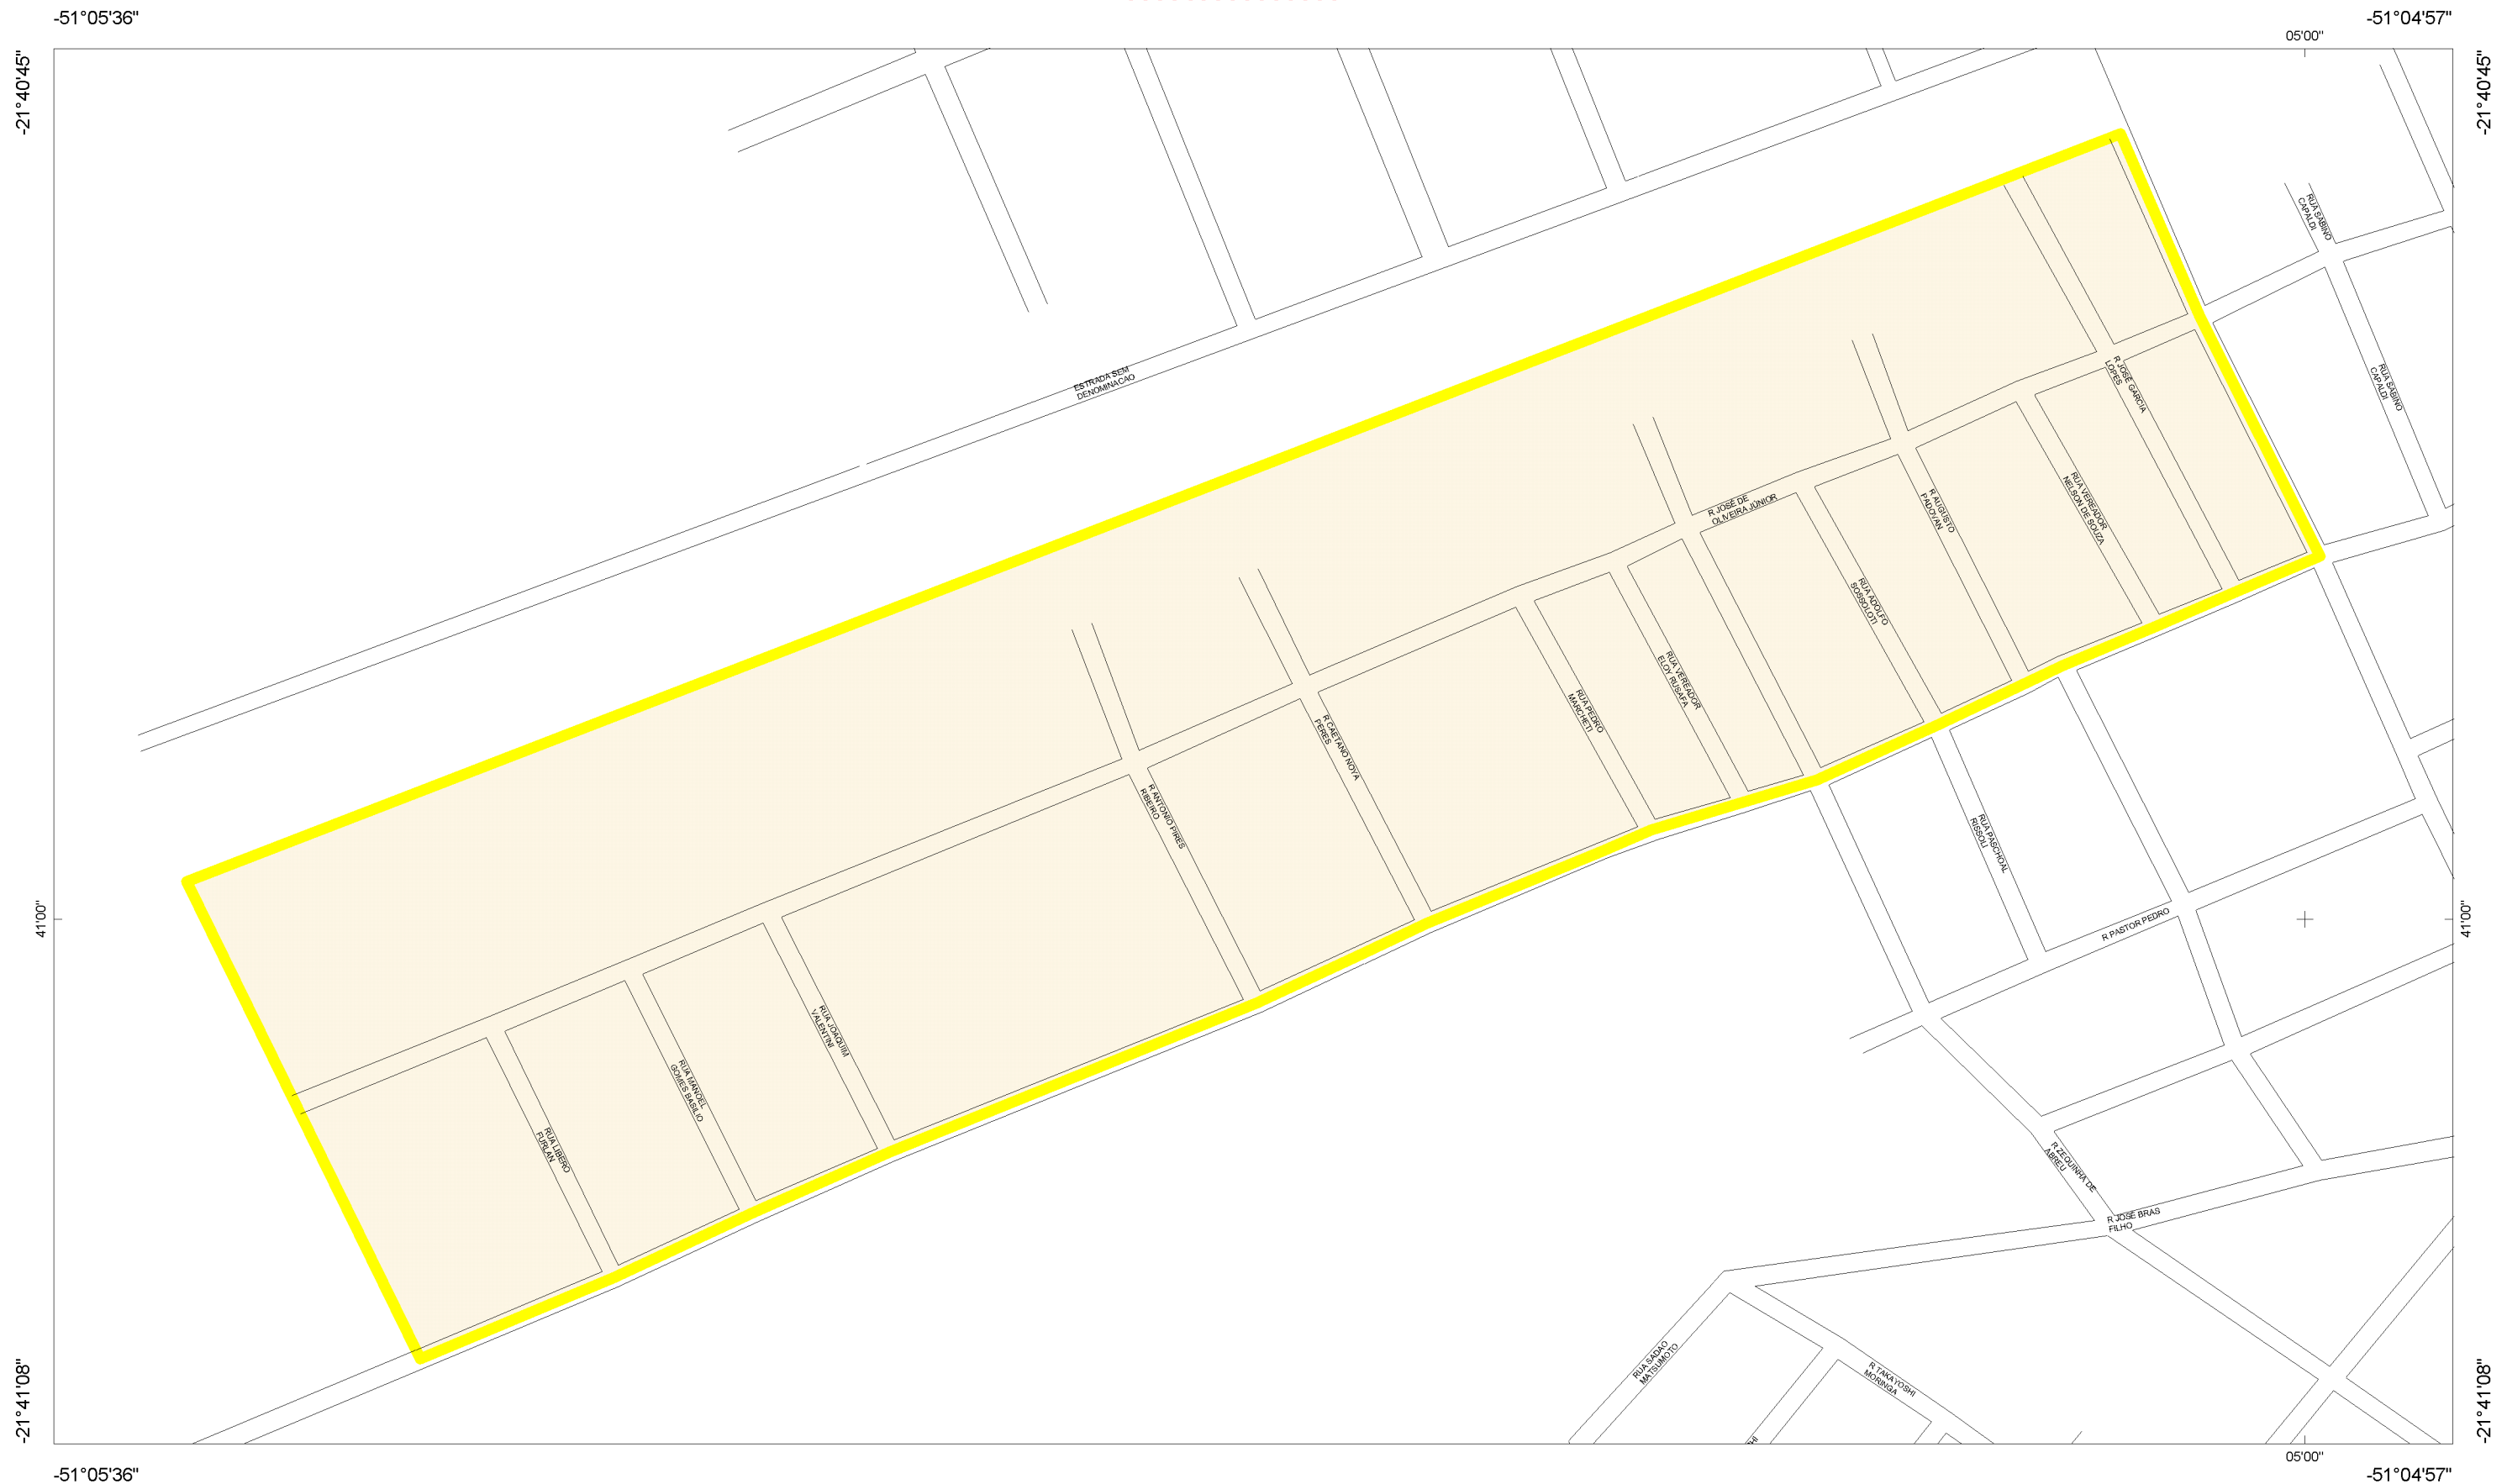 -51°05'36"
-51°04'57"
05'00"
-21°40'45"
-21°40'45"
RUA SABINO
CAPALDI
ESTRADA SEM
DENOMINACAO
R JOSÉ GARCIA
LOPES
RUA SABINO
CAPALDI
R JOSÉ DE
OLIVEIRA JÚNIOR
R AUGUSTO
PADOVAN
RUA VEREADOR
NELSON DE SOUZA
RUA ADOLFO
SOSSOLOTI
RUA VEREADOR
ELOY RUSAFA
RUA PEDRO
MARCHETI
R CAETANO NOYA
PERES
R ANTONIO PIRES
RIBEIRO
RUA PASCHOAL
RISSOLI
41'00"
41'00"
R PASTOR PEDRO
RUA JOAQUIM
VALENTINI
RUA MANOEL
GOMES BASILIO
RUA LIBERO
FURLAN
R ZEQUINHA DE
ABREU
R JOSÉ BRAS
FILHO
RUA SADAO
MATSUMOTO
R TAKAYOSHI
MORINGA
-21°41'08"
-21°41'08"
HI
05'00"
-51°05'36"
-51°04'57"